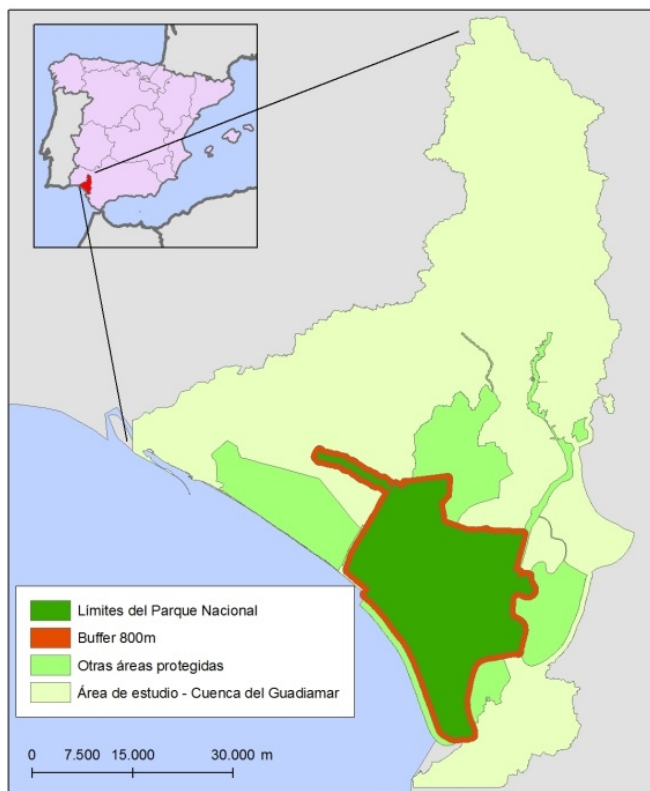 Límites del Parque Nacional
Buffer 800m
Otras áreas protegidas
Área de estudio - Cuenca del Guadiamar
0 7.500 15.000 30.000 m